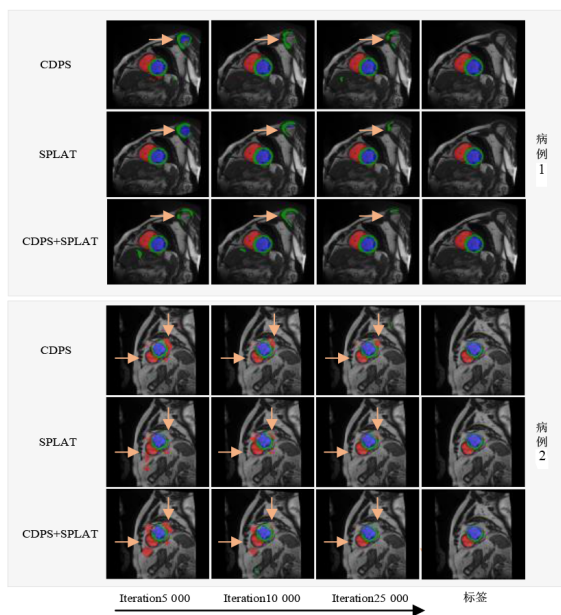 CDPS
SPLAT
CDPS+SPLAT
病例1
CDPS
SPLAT
CDPS+SPLAT
病例2
Iteration5 000
Iteration10 000
Iteration25 000
标签